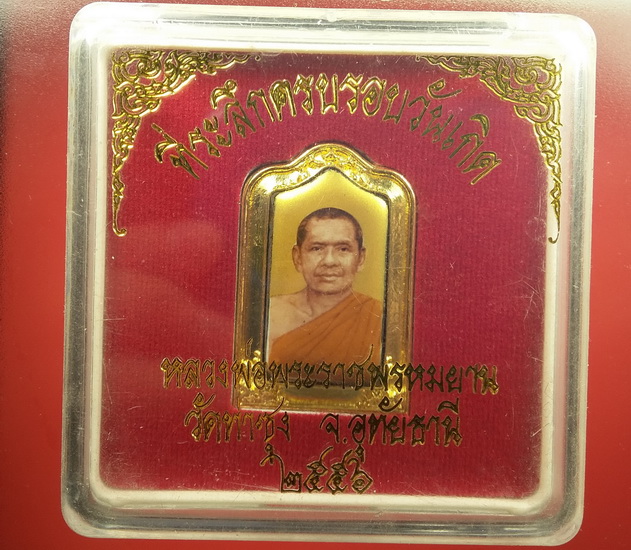 ที่ระลึกครบรอบวันเกิด
หลวงพ่อพระราชพรหมยาน
วัดท่าซุง จ.อุทัยธานี
๒๕๕๖